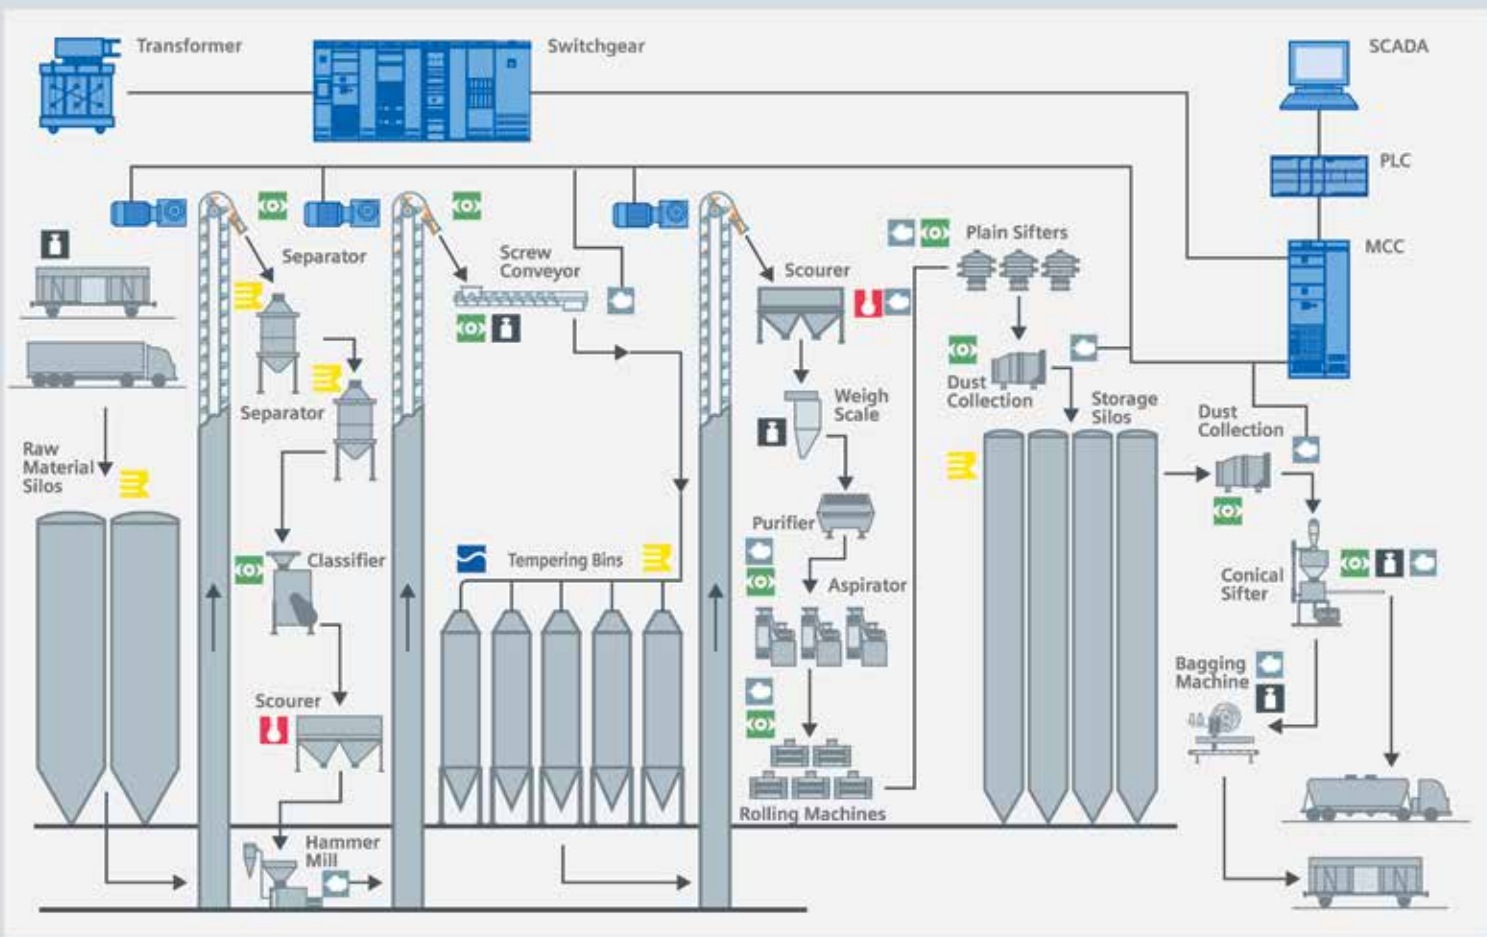 Transformer
Switchgear
SCADA
PLC
MCC
Separator
Screw
Conveyor
Scourer
Plain Sifters
Separator
Dust
Collection
Weigh
Scale
Storage
Silos
Dust
Collection
Raw
Material
Silos
Purifier
Classifier
Tempering Bins
Aspirator
Conical
Sifter
Bagging
Machine
Scourer
Rolling Machines
Hammer
Mill